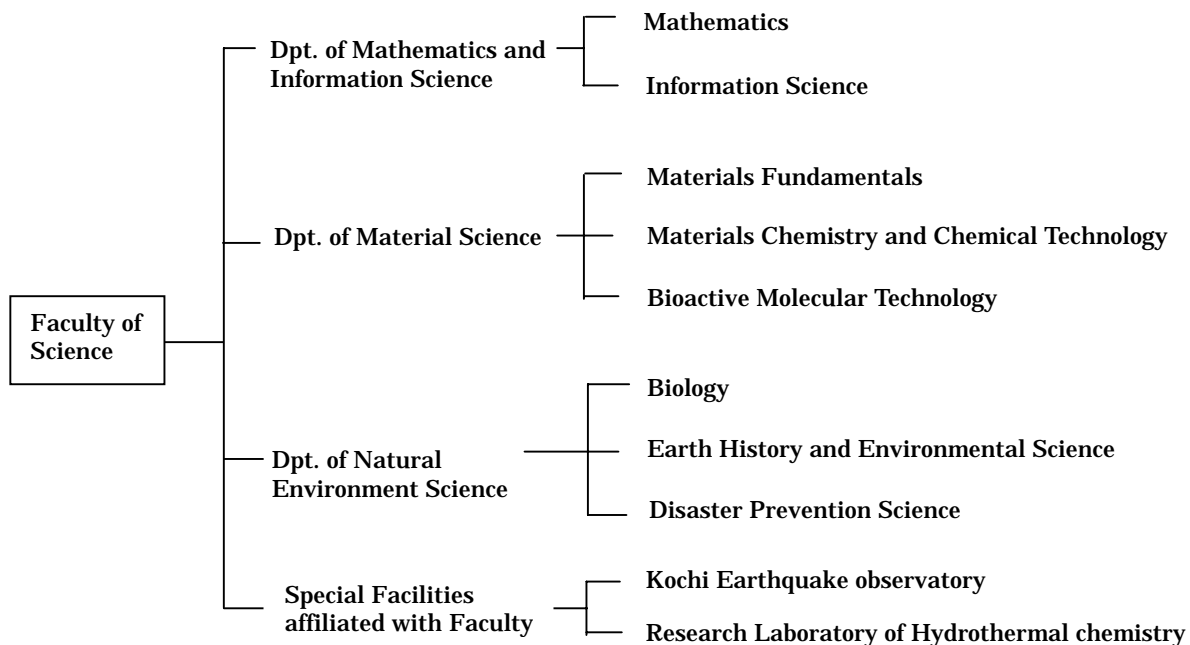 Faculty of
Science
Dpt. of Mathematics and
Information Science
Mathematics
Information Science
Dpt. of Material Science
Materials Fundamentals
Materials Chemistry and Chemical Technology
Bioactive Molecular Technology
Dpt. of Natural
Environment Science
Biology
Earth History and Environmental Science
Disaster Prevention Science
Special Facilities
affiliated with Faculty
Kochi Earthquake observatory
Research Laboratory of Hydrothermal chemistry